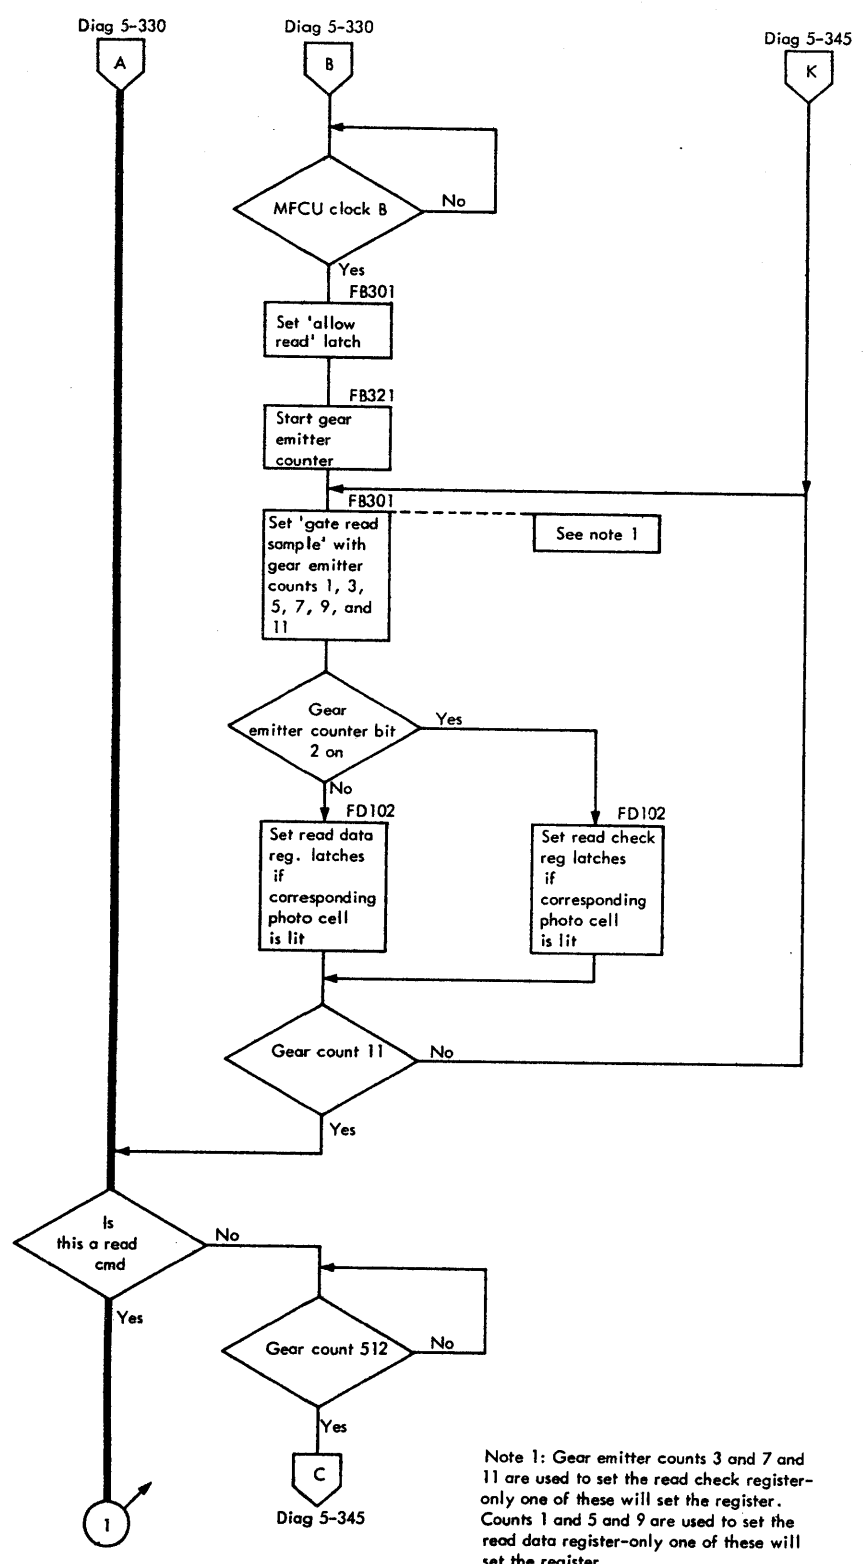 Diag 5-330
A
Diag 5-330
B
Diag 5-345
K
MFCU clock B
No
Yes
FB301
Set 'allow
read' latch
FB321
Start gear
emitter
counter
FB301
Set 'gate read
sample' with
gear emitter
counts 1, 3,
5, 7, 9, and
11
See note 1
Gear
emitter counter bit
2 on
Yes
No
FD102
Set read data
reg. latches
if
corresponding
photo cell
is lit
FD102
Set read check
reg latches
if
corresponding
photo cell
is lit
Gear count 11
No
Yes
Is
this a read
cmd
No
Yes
Gear count 512
No
Yes
C
Diag 5-345
1
Note 1: Gear emitter counts 3 and 7 and
11 are used to set the read check register-
only one of these will set the register.
Counts 1 and 5 and 9 are used to set the
read data register-only one of these will
set the register